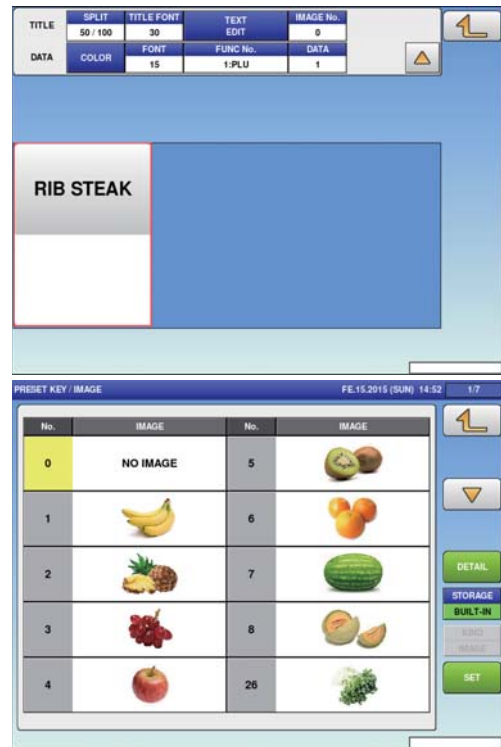 TITLE SPLIT TITLE FONT TEXT EDIT IMAGE No.
50 / 100 30 0
DATA COLOR FONT FUNC No. DATA
15 1:PLU 1
RIB STEAK
PRESET KEY / IMAGE FE.15.2015 (SUN) 14:52 1/7
No. IMAGE No. IMAGE
0 NO IMAGE 5
1 6
2 7
DETAIL
STORAGE
BUILT-IN
3 8
KIND
IMAGE
SET
4 26